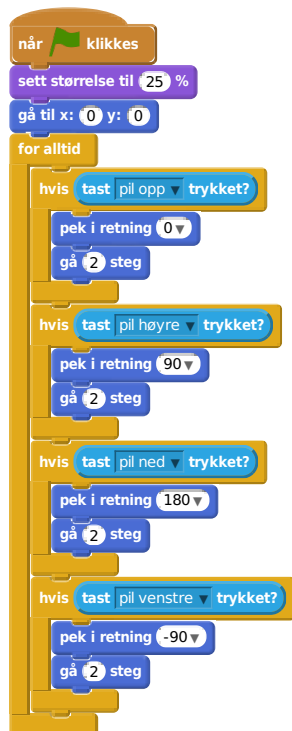 når klikkes
sett størrelse til 25 %
gå til x: 0 y: 0
for alltid
hvis tast pil opp trykket?
pek i retning 0
gå 2 steg
hvis tast pil høyre trykket?
pek i retning 90
gå 2 steg
hvis tast pil ned trykket?
pek i retning 180
gå 2 steg
hvis tast pil venstre trykket?
pek i retning -90
gå 2 steg